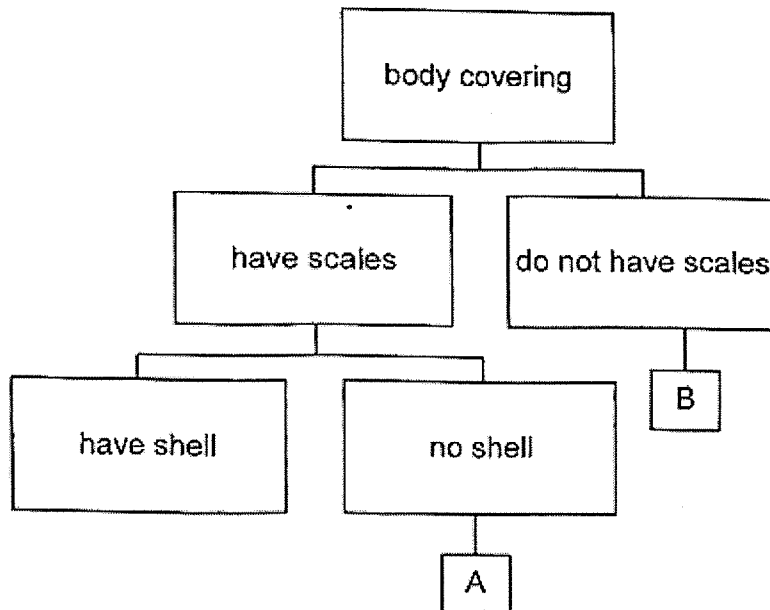 body covering
have scales
do not have scales
have shell
no shell
B
A